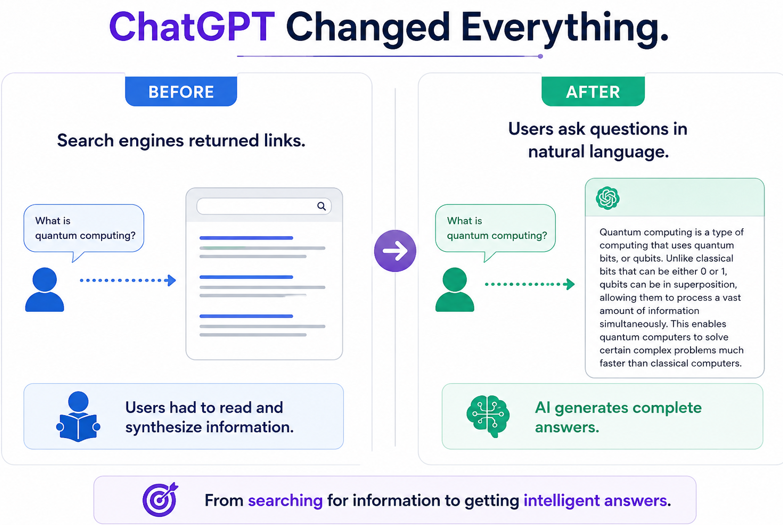 ChatGPT Changed Everything.
BEFORE
Search engines returned links.
What is
quantum computing?
Users had to read and
synthesize information.
AFTER
Users ask questions in
natural language.
What is
quantum computing?
Quantum computing is a type of
computing that uses quantum
bits, or qubits. Unlike classical
bits that can be either 0 or 1,
qubits can be in superposition,
allowing them to process a vast
amount of information
simultaneously. This enables
quantum computers to solve
certain complex problems much
faster than classical computers.
AI generates complete
answers.
From searching for information to getting intelligent answers.